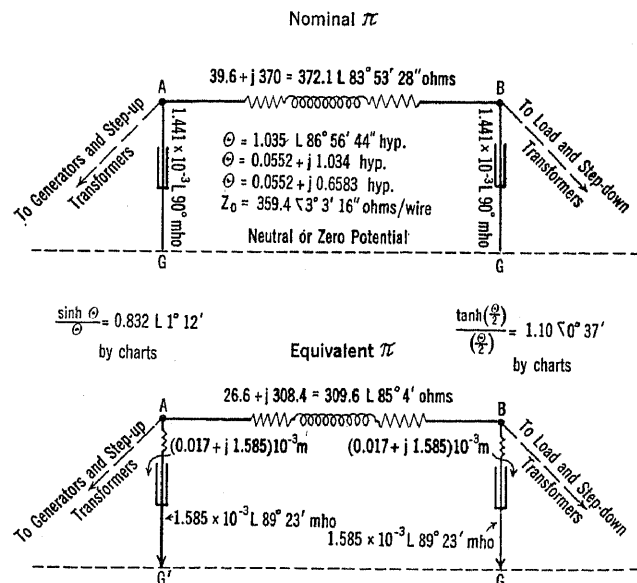 Nominal π
39.6 + j 370 = 372.1 L 83° 53' 28" ohms
A
B
To Generators and Step-up
Transformers
1.441 × 10⁻³ L 90° mho
Θ = 1.035 L 86° 56' 44" hyp.
Θ = 0.0552 + j 1.034 hyp.
Θ = 0.0552 + j 0.6583 hyp.
Z₀ = 359.4 ⦢3° 3' 16" ohms/wire
1.441 × 10⁻³ L 90° mho
To Load and Step-down
Transformers
Neutral or Zero Potential
G
G
sinh Θ / Θ = 0.832 L 1° 12'
by charts
tanh(Θ/2) / (Θ/2) = 1.10 ⦢0° 37'
by charts
Equivalent π
26.6 + j 308.4 = 309.6 L 85° 4' ohms
A
B
To Generators and Step-up
Transformers
(0.017 + j 1.585)10⁻³m
(0.017 + j 1.585)10⁻³m
To Load and Step-down
Transformers
1.585 × 10⁻³ L 89° 23' mho
1.585 × 10⁻³ L 89° 23' mho
G'
G